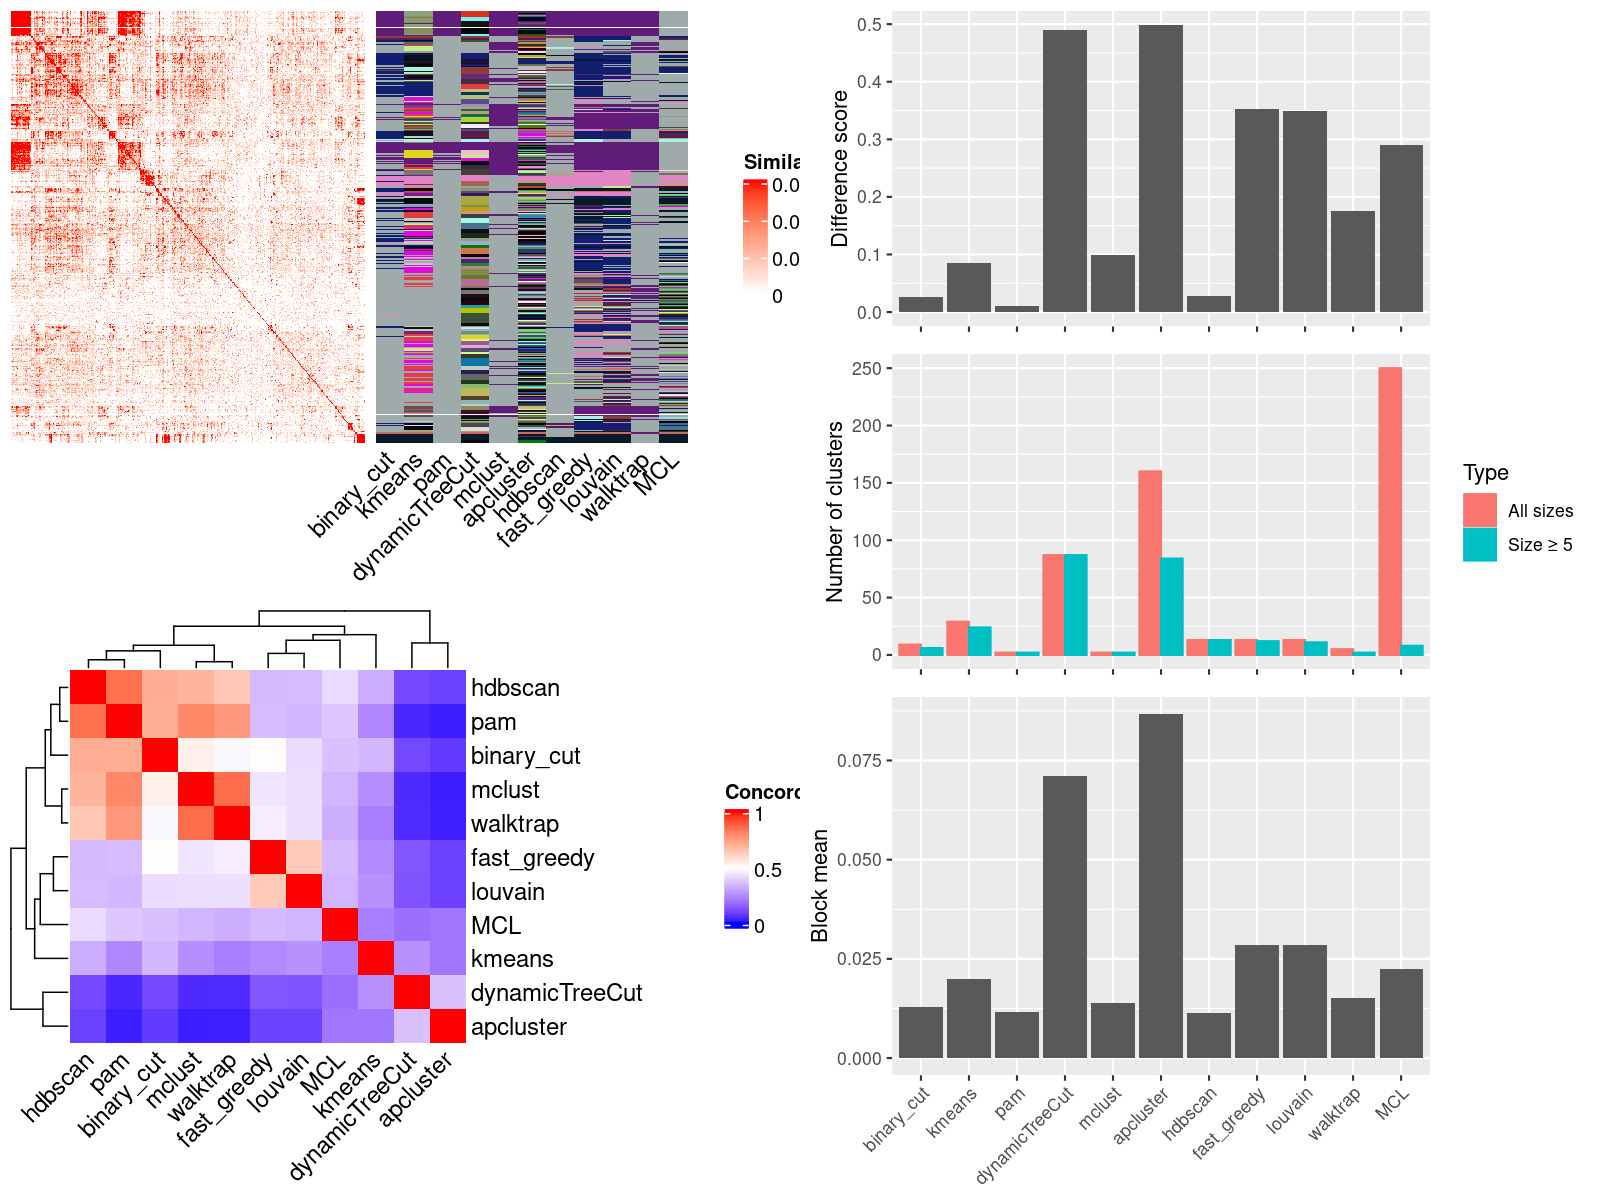 Simila
0.0
0.0
0.0
0
binary_cut
kmeans
pam
dynamicTreeCut
mclust
apcluster
hdbscan
fast_greedy
louvain
walktrap
MCL
hdbscan
pam
binary_cut
mclust
walktrap
fast_greedy
louvain
MCL
kmeans
dynamicTreeCut
apcluster
hdbscan
pam
binary_cut
mclust
walktrap
fast_greedy
louvain
MCL
kmeans
dynamicTreeCut
apcluster
Concord
1
0.5
0
Difference score
0.5
0.4
0.3
0.2
0.1
0.0
Number of clusters
250
200
150
100
50
0
Type
All sizes
Size ≥ 5
Block mean
0.075
0.050
0.025
0.000
binary_cut
kmeans
pam
dynamicTreeCut
mclust
apcluster
hdbscan
fast_greedy
louvain
walktrap
MCL